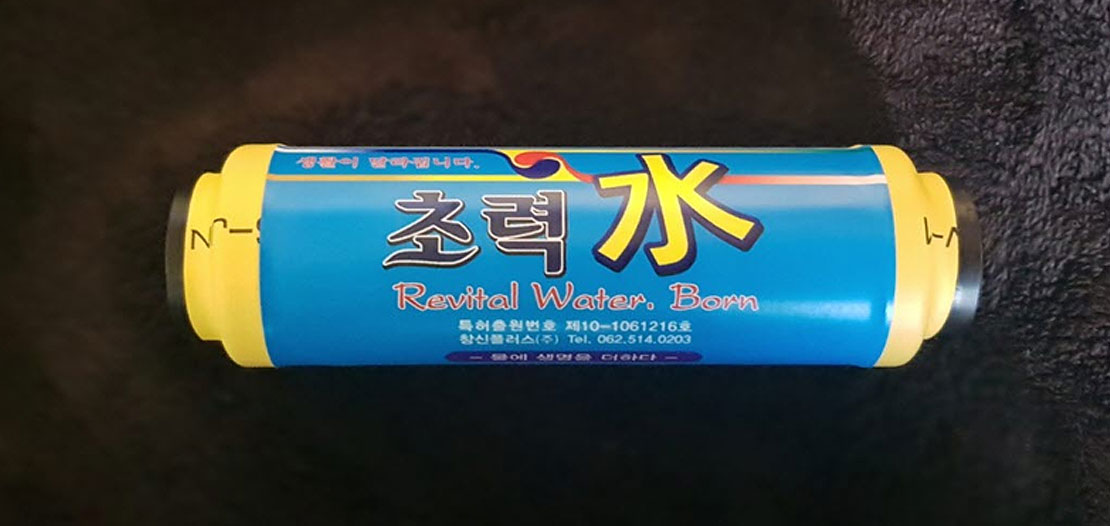 생활이 달라집니다.
초력水
Revital Water. Born
특허출원번호 제10-1061216호
창신플러스(주) Tel. 062.514.0203
- 물에 생명을 더하다 -